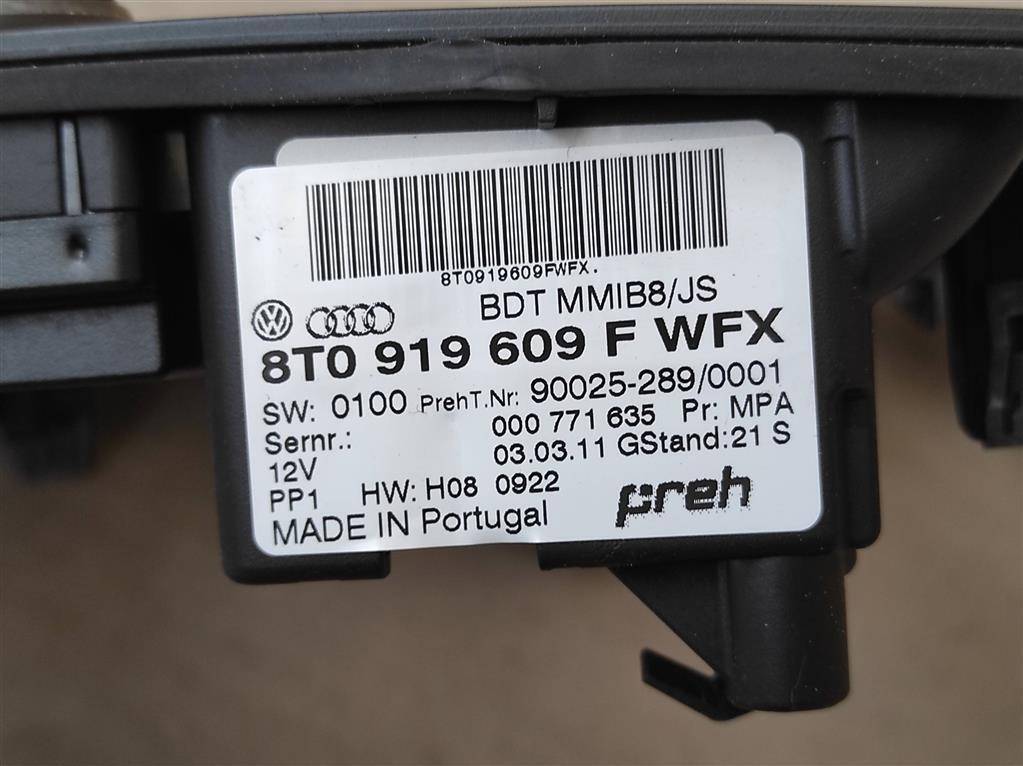 8T0919609FWFX.
BDT MMIB8/JS
8T0 919 609 F WFX
SW: 0100 PrehT.Nr: 90025-289/0001
Sernr.: 000 771 635 Pr: MPA
12V 03.03.11 GStand:21 S
PP1 HW: H08 0922 preh
MADE IN Portugal